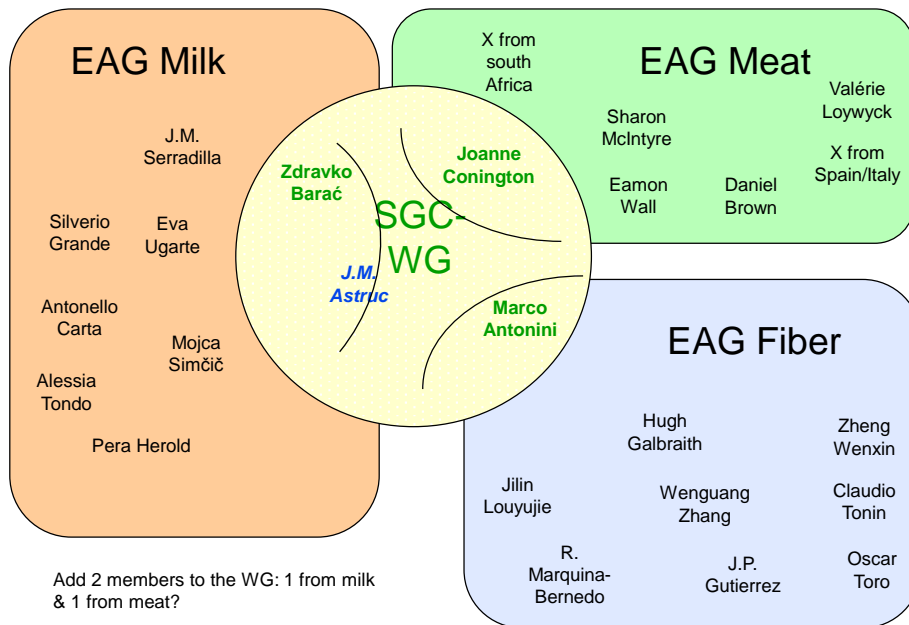 EAG Milk
J.M.
Serradilla
Silverio
Grande
Eva
Ugarte
Antonello
Carta
Mojca
Simčič
Alessia
Tondo
Pera Herold
Zdravko
Barać
Joanne
Conington
SGC-
WG
J.M.
Astruc
Marco
Antonini
X from
south
Africa
EAG Meat
Sharon
McIntyre
Valérie
Loywyck
Eamon
Wall
Daniel
Brown
X from
Spain/Italy
EAG Fiber
Hugh
Galbraith
Zheng
Wenxin
Jilin
Louyujie
Wenguang
Zhang
Claudio
Tonin
R.
Marquina-
Bernedo
J.P.
Gutierrez
Oscar
Toro
Add 2 members to the WG: 1 from milk
& 1 from meat?